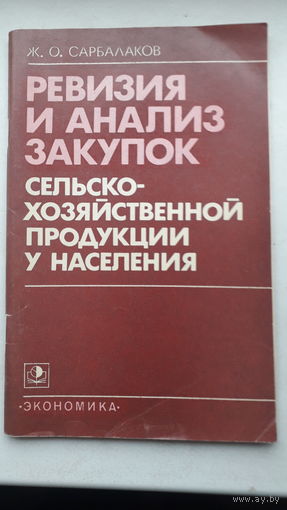 Ж. О. САРБАЛАКОВ
РЕВИЗИЯ
И АНАЛИЗ
ЗАКУПОК
СЕЛЬСКО-
ХОЗЯЙСТВЕННОЙ
ПРОДУКЦИИ
У НАСЕЛЕНИЯ
·ЭКОНОМИКА·
www.ay.by